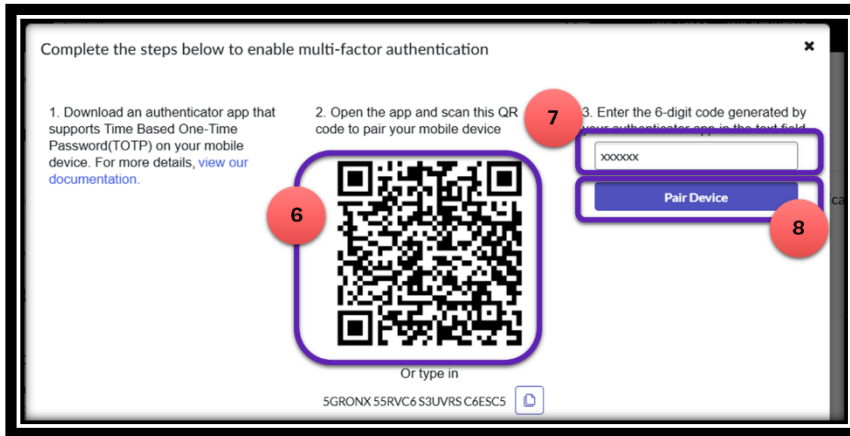 Complete the steps below to enable multi-factor authentication
1. Download an authenticator app that
supports Time Based One-Time
Password(TOTP) on your mobile
device. For more details, view our
documentation.
2. Open the app and scan this QR
code to pair your mobile device
6
Or type in
5GRONX 55RVC6 S3UVRS C6ESC5
7
3. Enter the 6-digit code generated by
your authenticator app in the text field
xxxxxx
Pair Device
8